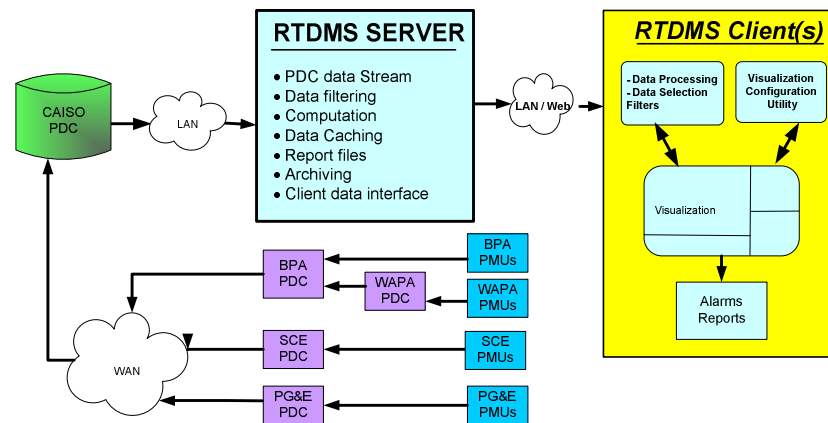 RTDMS SERVER
• PDC data Stream
• Data filtering
• Computation
• Data Caching
• Report files
• Archiving
• Client data interface
CAISO
PDC
LAN
LAN / Web
RTDMS Client(s)
- Data Processing
- Data Selection
Filters
Visualization
Configuration
Utility
Visualization
Alarms
Reports
BPA
PDC
BPA
PMUs
WAPA
PDC
WAPA
PMUs
WAN
SCE
PDC
SCE
PMUs
PG&E
PDC
PG&E
PMUs